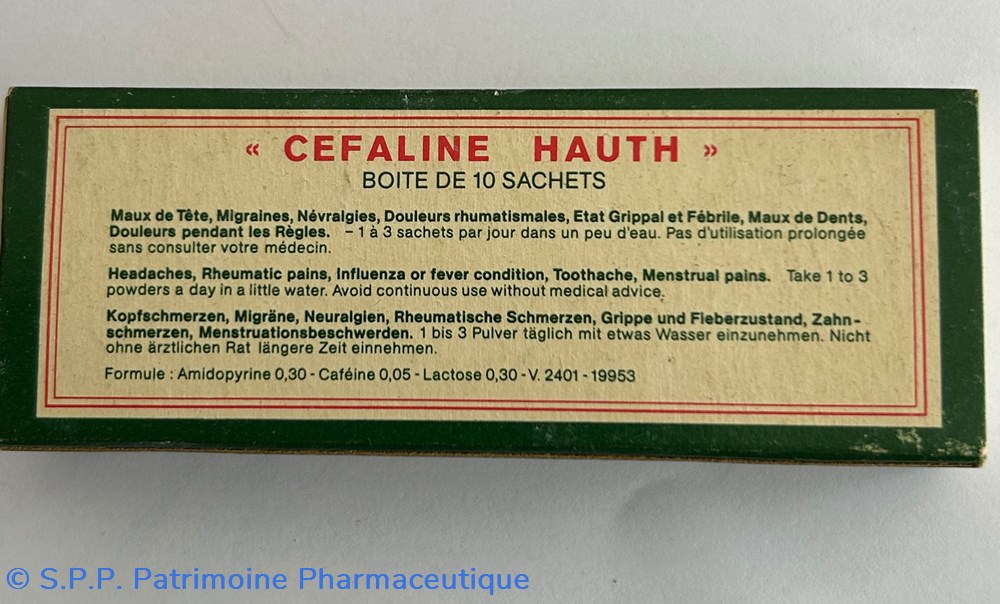 « CEFALINE HAUTH »
BOITE DE 10 SACHETS
Maux de Tête, Migraines, Névralgies, Douleurs rhumatismales, Etat Grippal et Fébrile, Maux de Dents,
Douleurs pendant les Règles. – 1 à 3 sachets par jour dans un peu d'eau. Pas d'utilisation prolongée
sans consulter votre médecin.
Headaches, Rheumatic pains, Influenza or fever condition, Toothache, Menstrual pains. Take 1 to 3
powders a day in a little water. Avoid continuous use without medical advice.
Kopfschmerzen, Migräne, Neuralgien, Rheumatische Schmerzen, Grippe und Fieberzustand, Zahn-
schmerzen, Menstruationsbeschwerden. 1 bis 3 Pulver täglich mit etwas Wasser einzunehmen. Nicht
ohne ärztlichen Rat längere Zeit einnehmen.
Formule : Amidopyrine 0,30 - Caféine 0,05 - Lactose 0,30 - V. 2401 - 19953
© S.P.P. Patrimoine Pharmaceutique